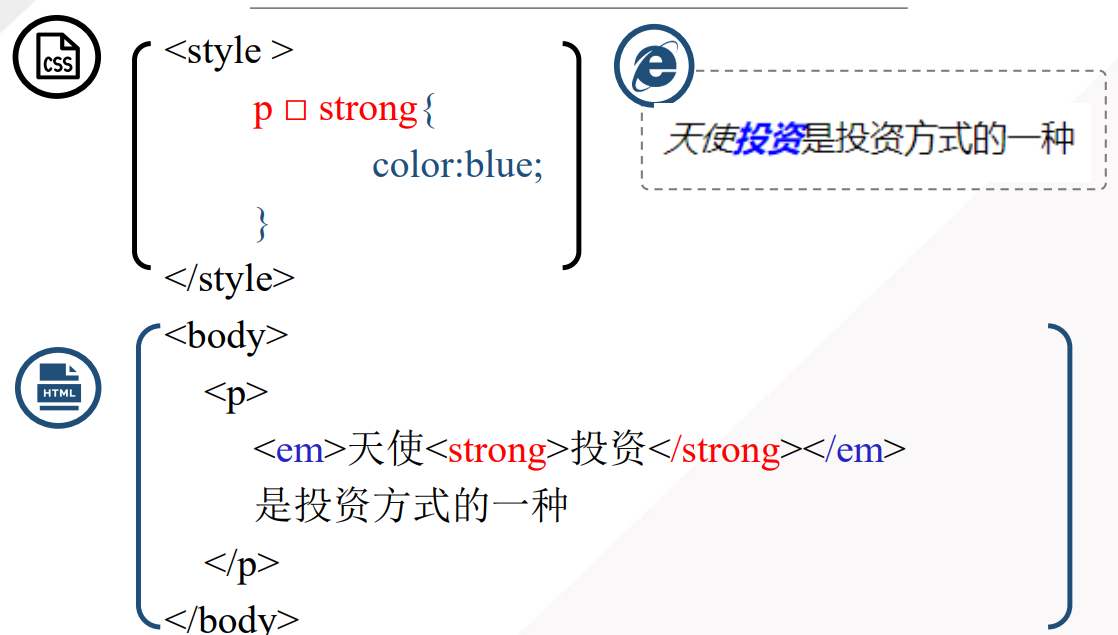 CSS
<style >
p □ strong{
color:blue;
}
</style>
天使投资是投资方式的一种
HTML
<body>
<p>
<em>天使<strong>投资</strong></em>
是投资方式的一种
</p>
</body>